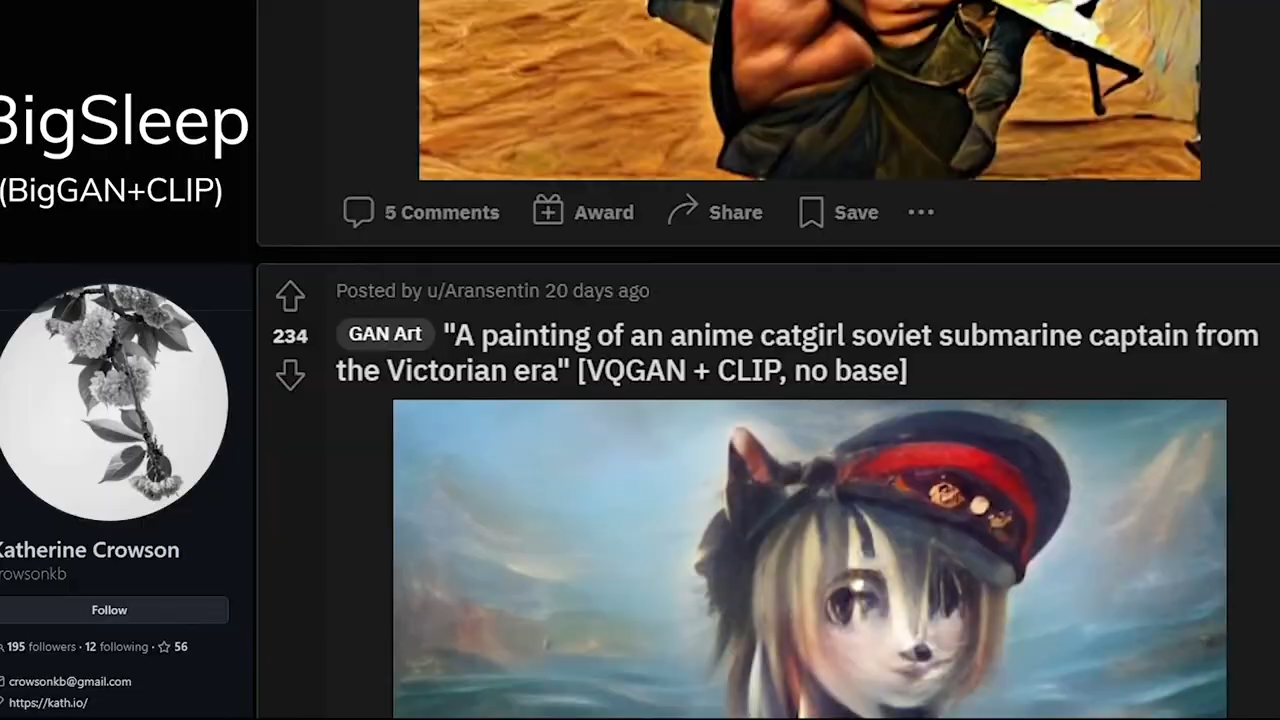 BigSleep
(BigGAN+CLIP)
Katherine Crowson
crowsonkb
Follow
195 followers · 12 following · 56
crowsonkb@gmail.com
https://kath.io/
5 Comments Award Share Save ...
Posted by u/Aransentin 20 days ago
234
GAN Art "A painting of an anime catgirl soviet submarine captain from
the Victorian era" [VQGAN + CLIP, no base]